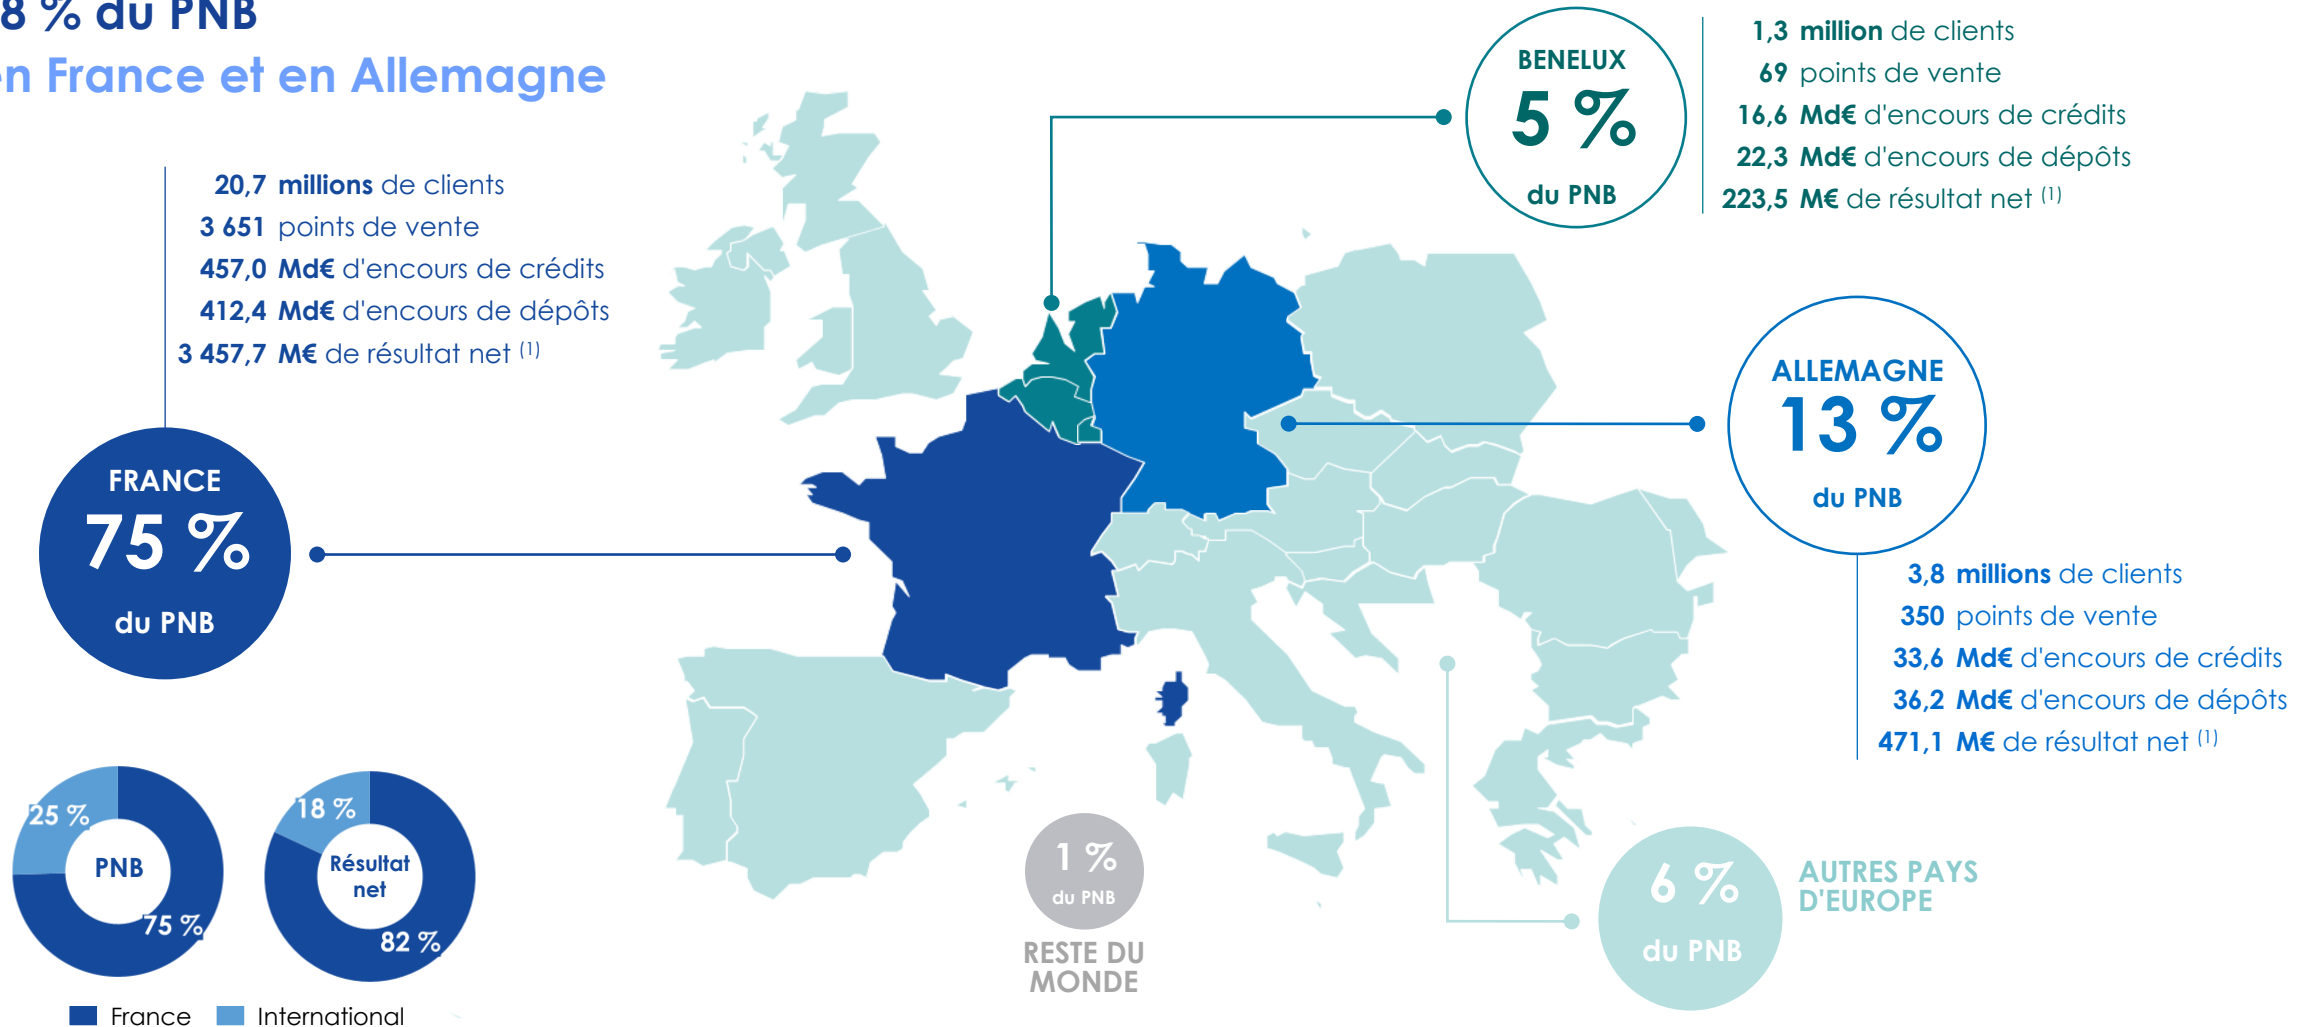 8 % du PNB
en France et en Allemagne
20,7 millions de clients
3 651 points de vente
457,0 Md€ d'encours de crédits
412,4 Md€ d'encours de dépôts
3 457,7 M€ de résultat net (1)
FRANCE
75 %
du PNB
BENELUX
5 %
du PNB
1,3 million de clients
69 points de vente
16,6 Md€ d'encours de crédits
22,3 Md€ d'encours de dépôts
223,5 M€ de résultat net (1)
ALLEMAGNE
13 %
du PNB
3,8 millions de clients
350 points de vente
33,6 Md€ d'encours de crédits
36,2 Md€ d'encours de dépôts
471,1 M€ de résultat net (1)
25 %
PNB
75 %
18 %
Résultat
net
82 %
France
International
1 %
du PNB
RESTE DU
MONDE
6 %
du PNB
AUTRES PAYS
D'EUROPE